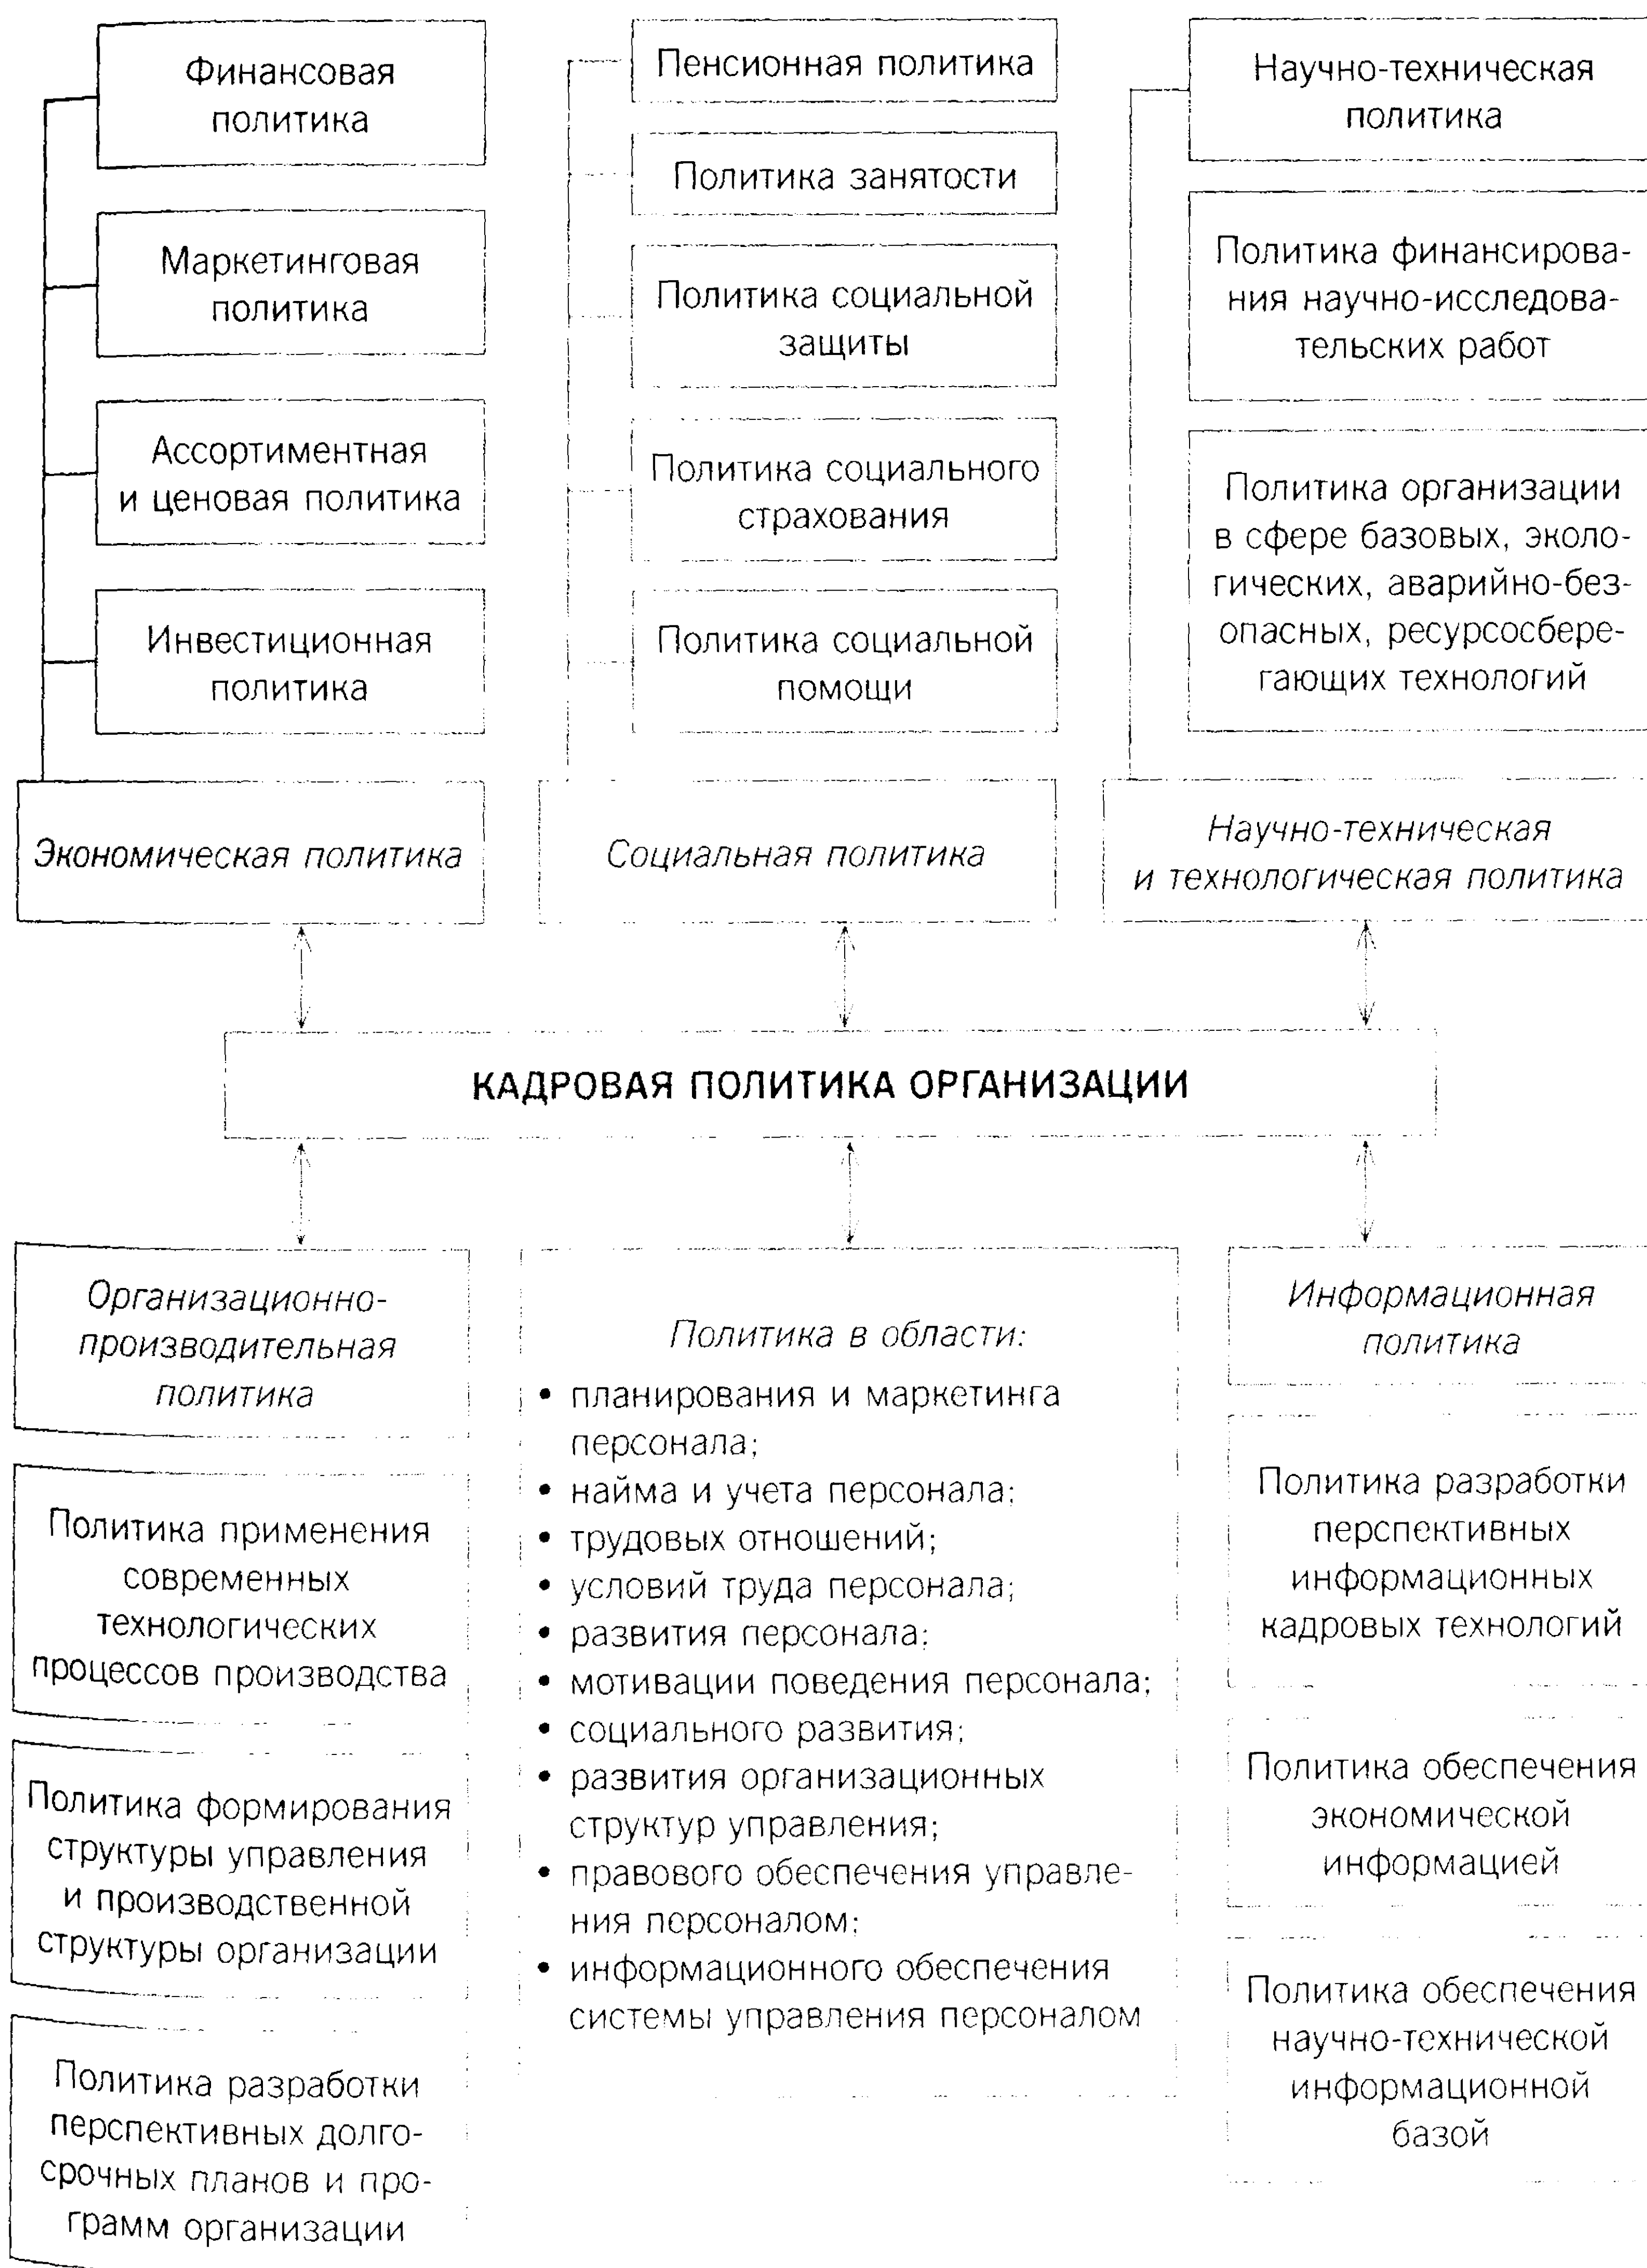 Финансовая
политика
Маркетинговая
политика
Ассортиментная
и ценовая политика
Инвестиционная
политика
Экономическая политика
Пенсионная политика
Политика занятости
Политика социальной
защиты
Политика социального
страхования
Политика социальной
помощи
Социальная политика
Научно-техническая
политика
Политика финансирова-
ния научно-исследова-
тельских работ
Политика организации
в сфере базовых, эколо-
гических, аварийно-без-
опасных, ресурсосбере-
гающих технологий
Научно-техническая
и технологическая политика
КАДРОВАЯ ПОЛИТИКА ОРГАНИЗАЦИИ
Организационно-
производительная
политика
Политика применения
современных
технологических
процессов производства
Политика формирования
структуры управления
и производственной
структуры организации
Политика разработки
перспективных долго-
срочных планов и про-
грамм организации
Политика в области:
• планирования и маркетинга
персонала;
• найма и учета персонала;
• трудовых отношений;
• условий труда персонала;
• развития персонала;
• мотивации поведения персонала;
• социального развития;
• развития организационных
структур управления;
• правового обеспечения управле-
ния персоналом;
• информационного обеспечения
системы управления персоналом
Информационная
политика
Политика разработки
перспективных
информационных
кадровых технологий
Политика обеспечения
экономической
информацией
Политика обеспечения
научно-технической
информационной
базой